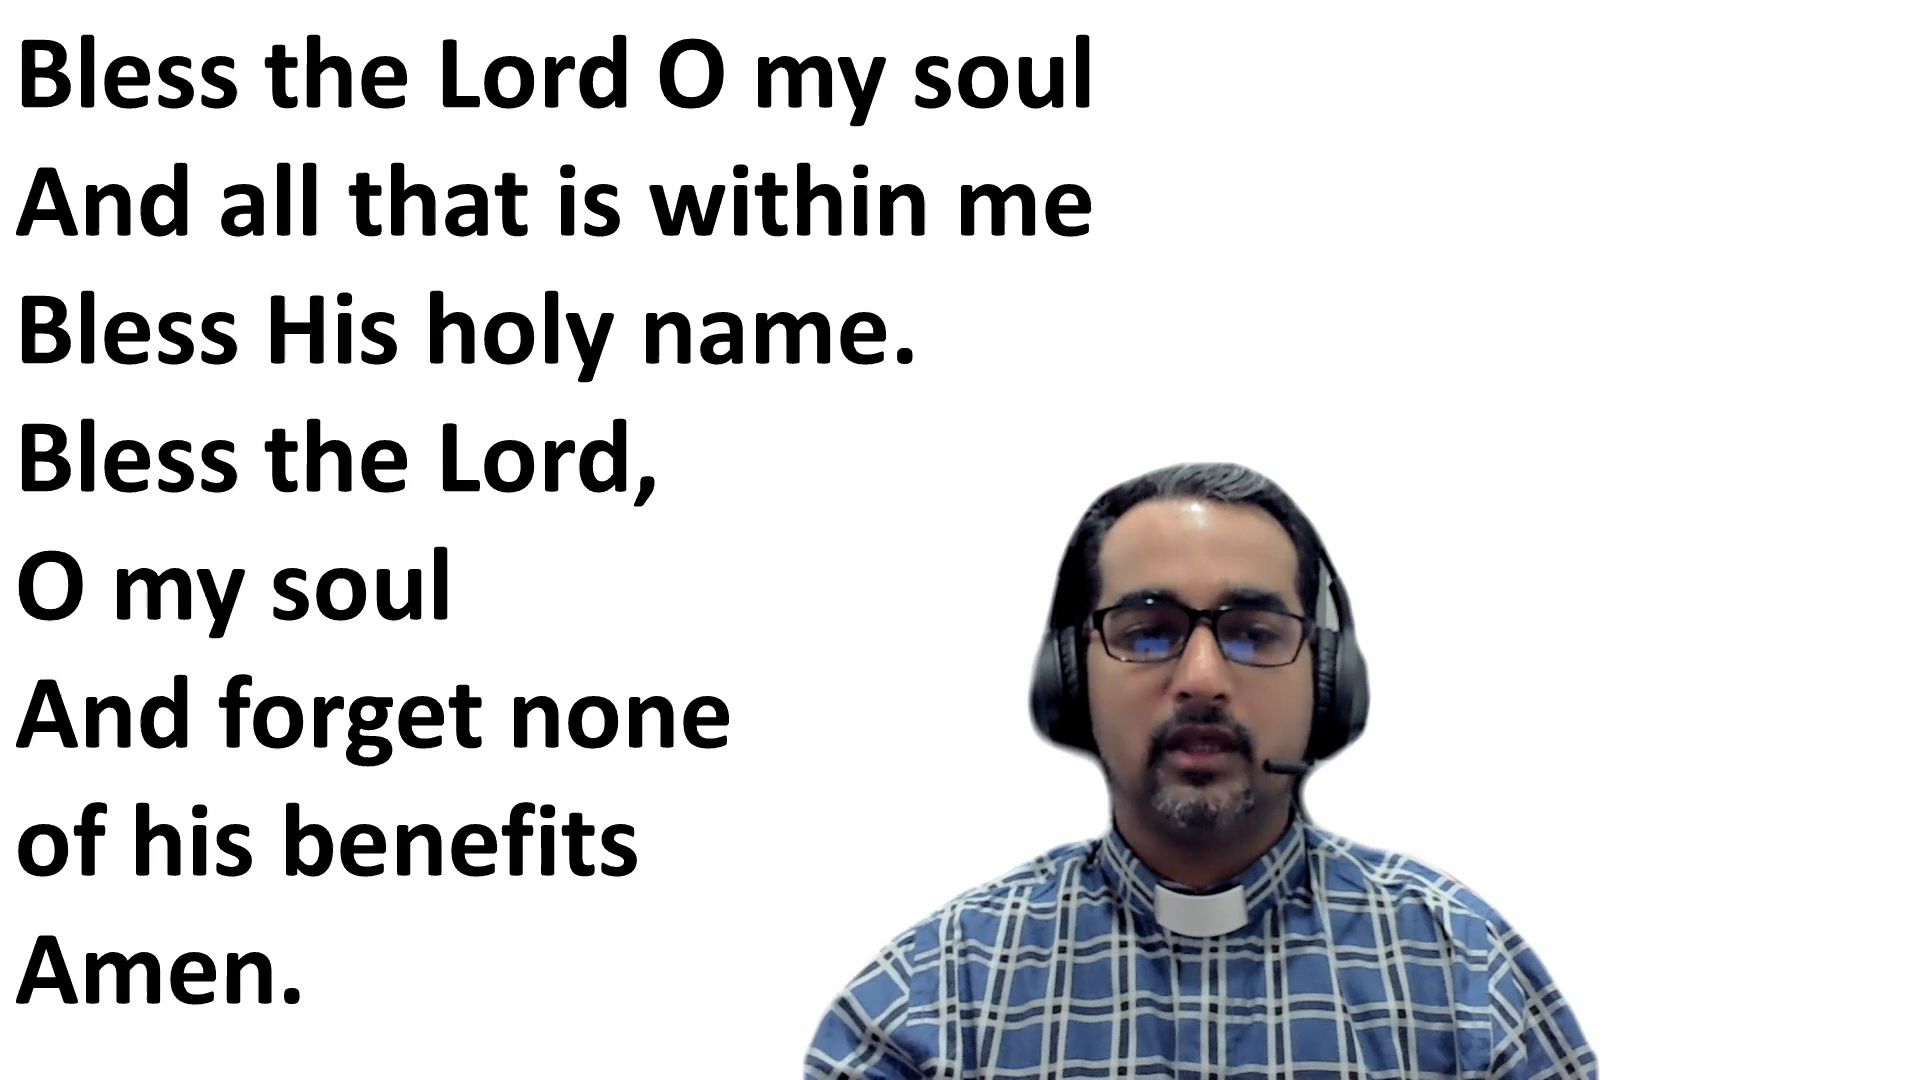 Bless the Lord O my soul
And all that is within me
Bless His holy name.
Bless the Lord,
O my soul
And forget none
of his benefits
Amen.